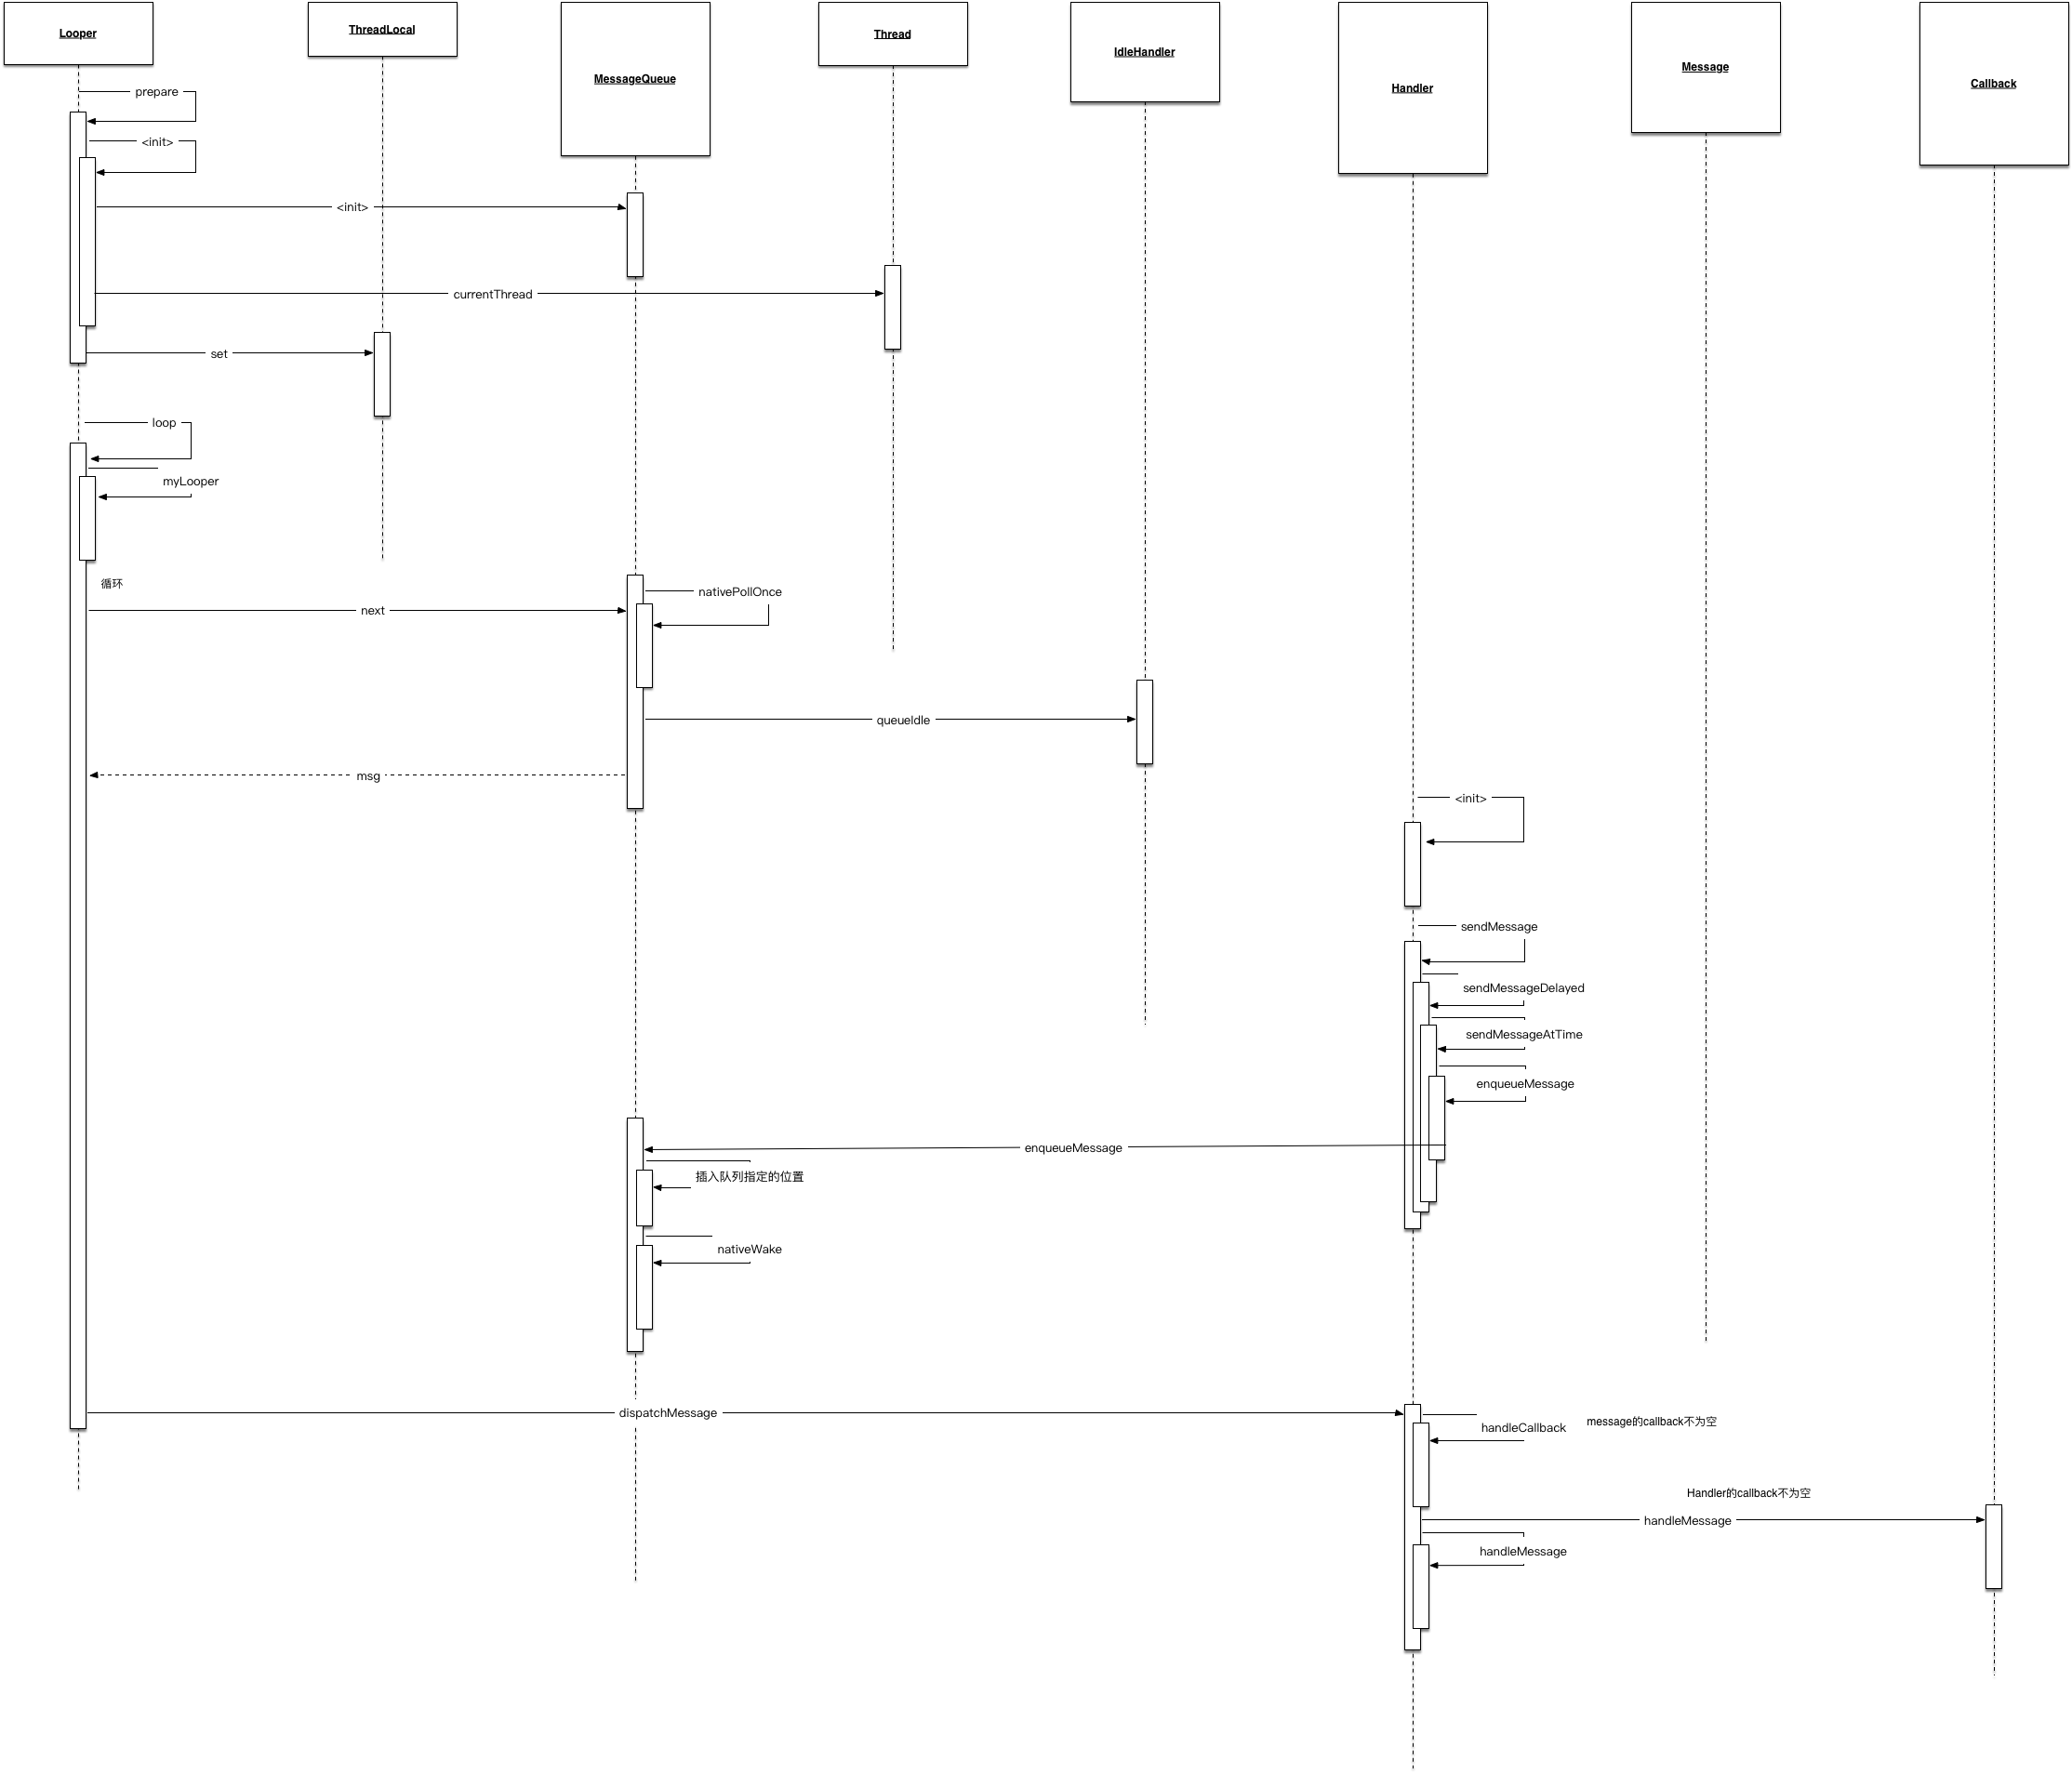 Looper
ThreadLocal
MessageQueue
Thread
IdleHandler
Handler
Message
Callback
prepare
<init>
<init>
currentThread
set
loop
myLooper
循环
nativePollOnce
next
queueIdle
msg
<init>
sendMessage
sendMessageDelayed
sendMessageAtTime
enqueueMessage
enqueueMessage
插入队列指定的位置
nativeWake
dispatchMessage
message的callback不为空
handleCallback
Handler的callback不为空
handleMessage
handleMessage